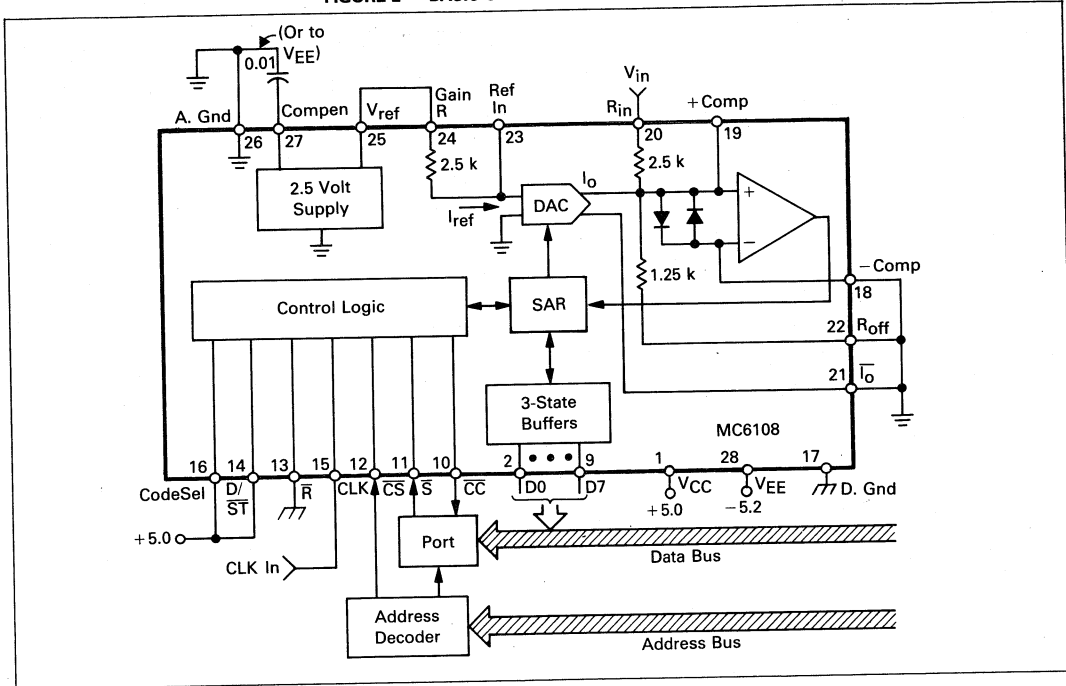 FIGURE 2
(Or to
VEE)
0.01
Vin
A. Gnd
Compen
Vref
Gain
R
Ref
In
Rin
+ Comp
26
27
25
24
23
20
19
2.5 k
2.5 k
2.5 Volt
Supply
Iref
DAC
Io
+
−
1.25 k
− Comp
18
Control Logic
SAR
22
Roff
21
Io
3-State
Buffers
MC6108
16
14
13
15
12
11
10
2
9
1
28
17
CodeSel
D/
ST
R
CLK
CS
S
CC
D0
D7
VCC
VEE
D. Gnd
+5.0
−5.2
+5.0
Port
Data Bus
CLK In
Address
Decoder
Address Bus